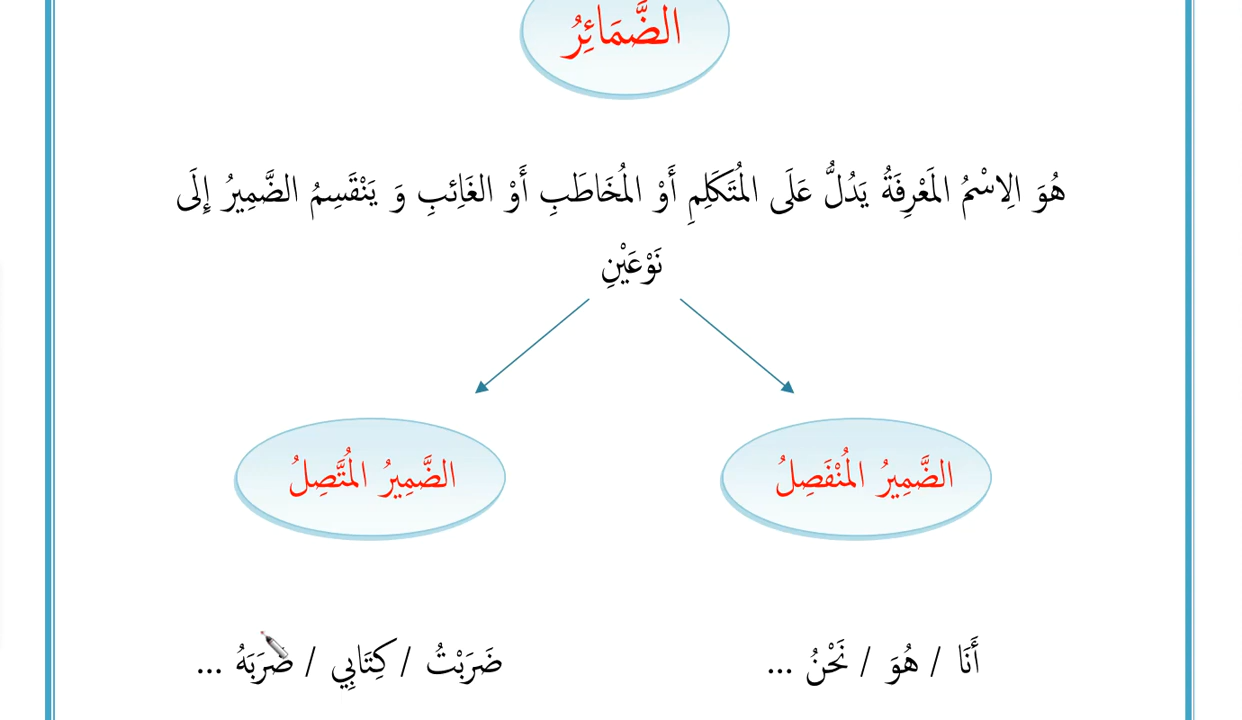 الضَّمَائِرُ
هُوَ الِاسْمُ المَعْرِفَةُ يَدُلُّ عَلَى المُتَكَلِمِ أَوْ المُخَاطَبِ أَوْ الغَائِبِ وَ يَنْقَسِمُ الضَّمِيرُ إِلَى
نَوْعَيْنِ
الضَّمِيرُ المُنْفَصِلُ
الضَّمِيرُ المُتَّصِلُ
أَنَا / هُوَ / نَحْنُ ...
ضَرَبْتُ / كِتَابِي / ضَرَبَهُ ...